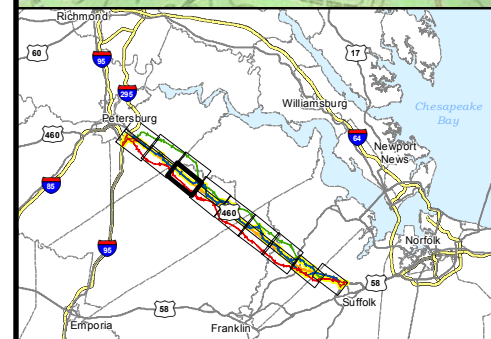 Richmond
60
95
17
295
Williamsburg
Chesapeake
Bay
Petersburg
460
64
Newport
News
85
460
95
Norfolk
58
Suffolk
58
Emporia
Franklin